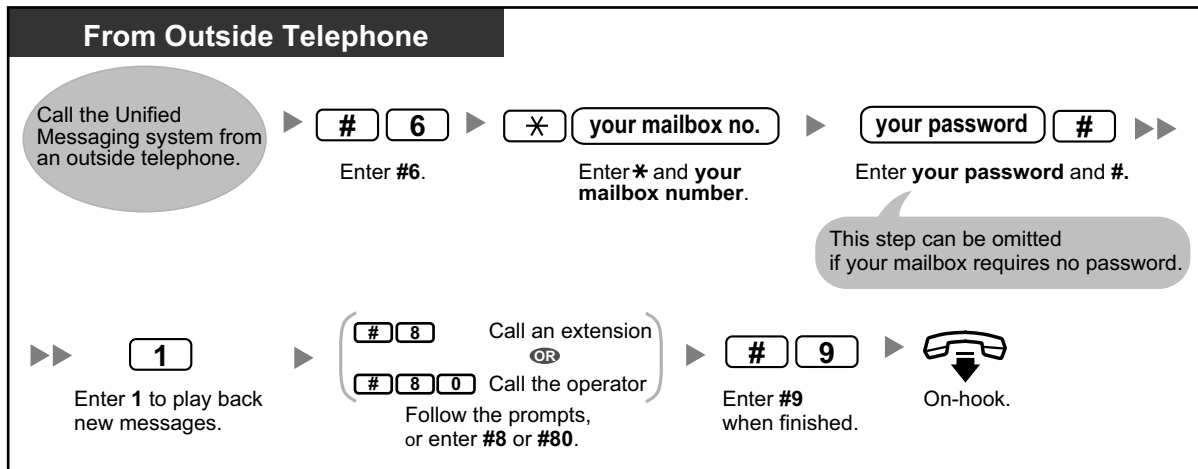 From Outside Telephone
Call the Unified
Messaging system from
an outside telephone.
# 6
Enter #6.
* your mailbox no.
Enter * and your
mailbox number.
your password #
Enter your password and #.
This step can be omitted
if your mailbox requires no password.
1
Enter 1 to play back
new messages.
# 8 Call an extension
OR
# 8 0 Call the operator
Follow the prompts,
or enter #8 or #80.
# 9
Enter #9
when finished.
On-hook.